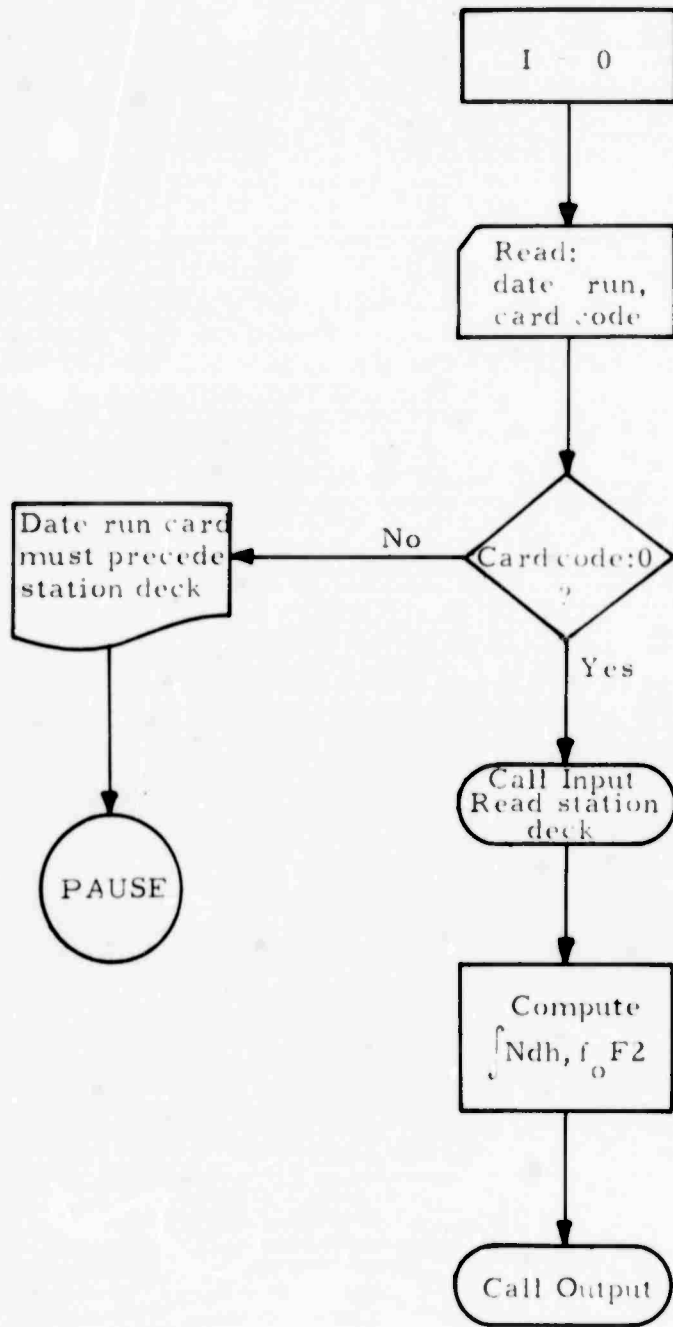 I - 0
Read:
date run,
card code
Card code:0
?
No
Date run card
must precede
station deck
PAUSE
Yes
Call Input
Read station
deck
Compute
∫Ndh, f_o F2
Call Output